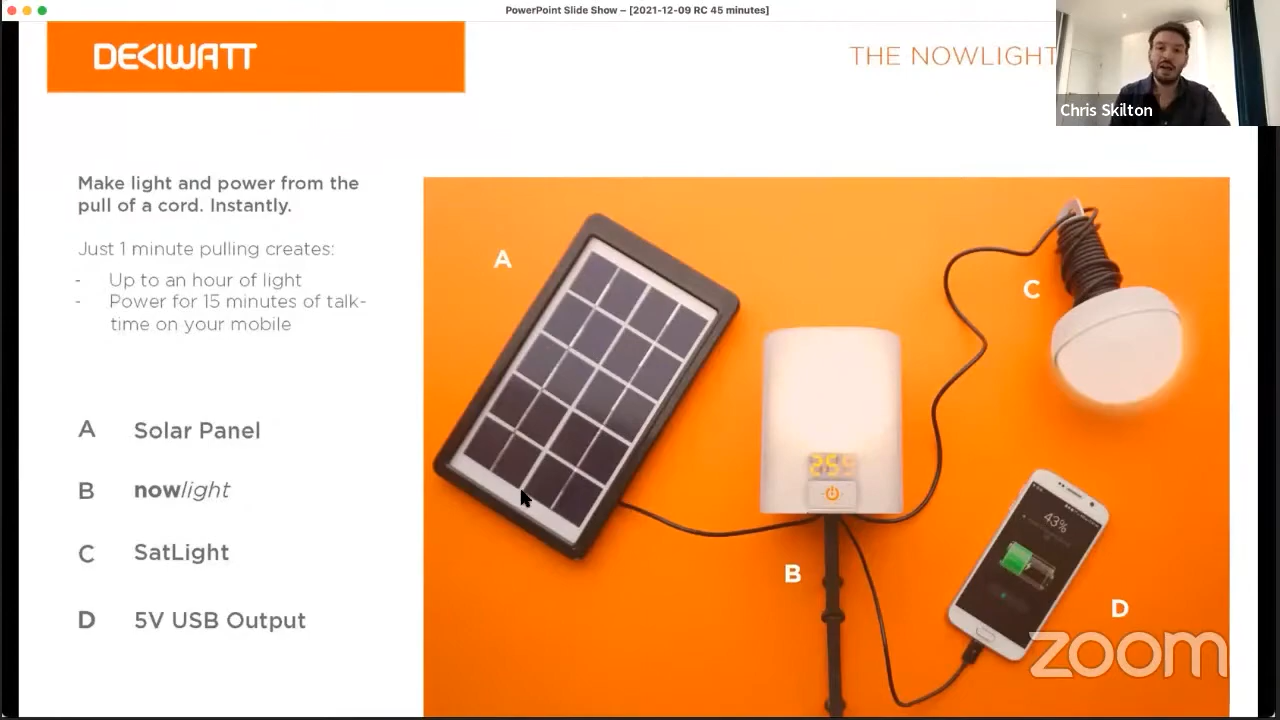 PowerPoint Slide Show – [2021-12-09 RC 45 minutes]
DECIWATT
THE NOWLIGHT
Chris Skilton
Make light and power from the
pull of a cord. Instantly.
Just 1 minute pulling creates:
- Up to an hour of light
- Power for 15 minutes of talk-
time on your mobile
A Solar Panel
B nowlight
C SatLight
D 5V USB Output
A
C
43%
B
D
zoom